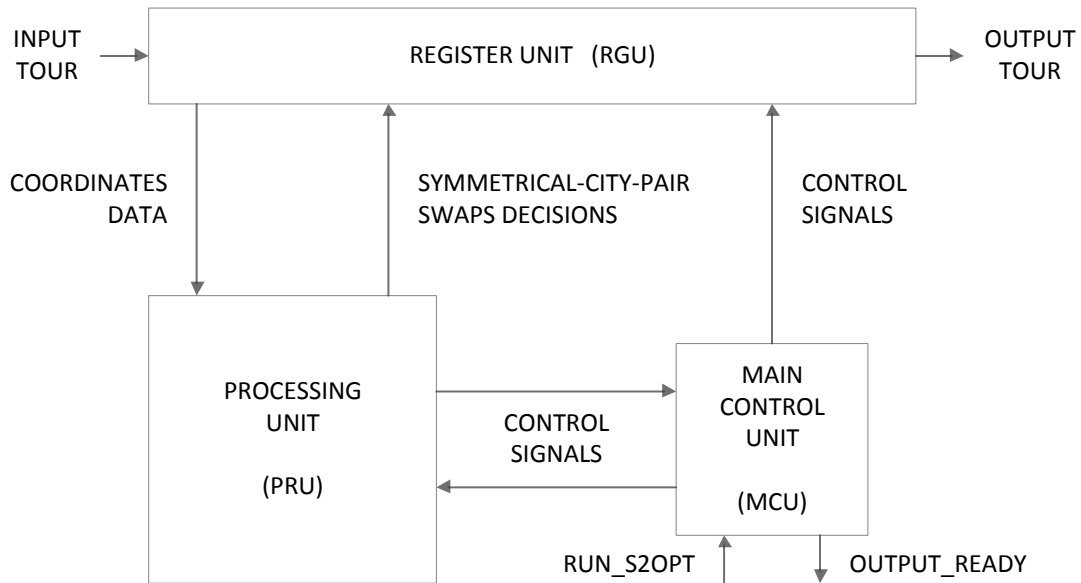 INPUT
TOUR
REGISTER UNIT (RGU)
OUTPUT
TOUR
COORDINATES
DATA
SYMMETRICAL-CITY-PAIR
SWAPS DECISIONS
CONTROL
SIGNALS
PROCESSING
UNIT
(PRU)
CONTROL
SIGNALS
MAIN
CONTROL
UNIT
(MCU)
RUN_S2OPT
OUTPUT_READY